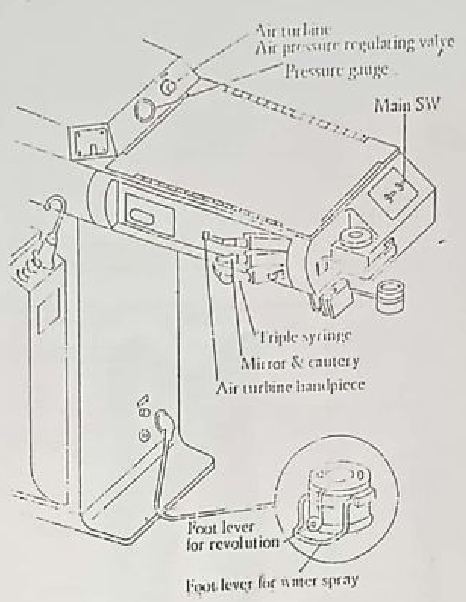 Air turbine
Air pressure regulating valve
Pressure gauge
Main SW
Triple syringe
Mirror & cautery
Air turbine handpiece
Foot lever
for revolution
Foot lever for water spray